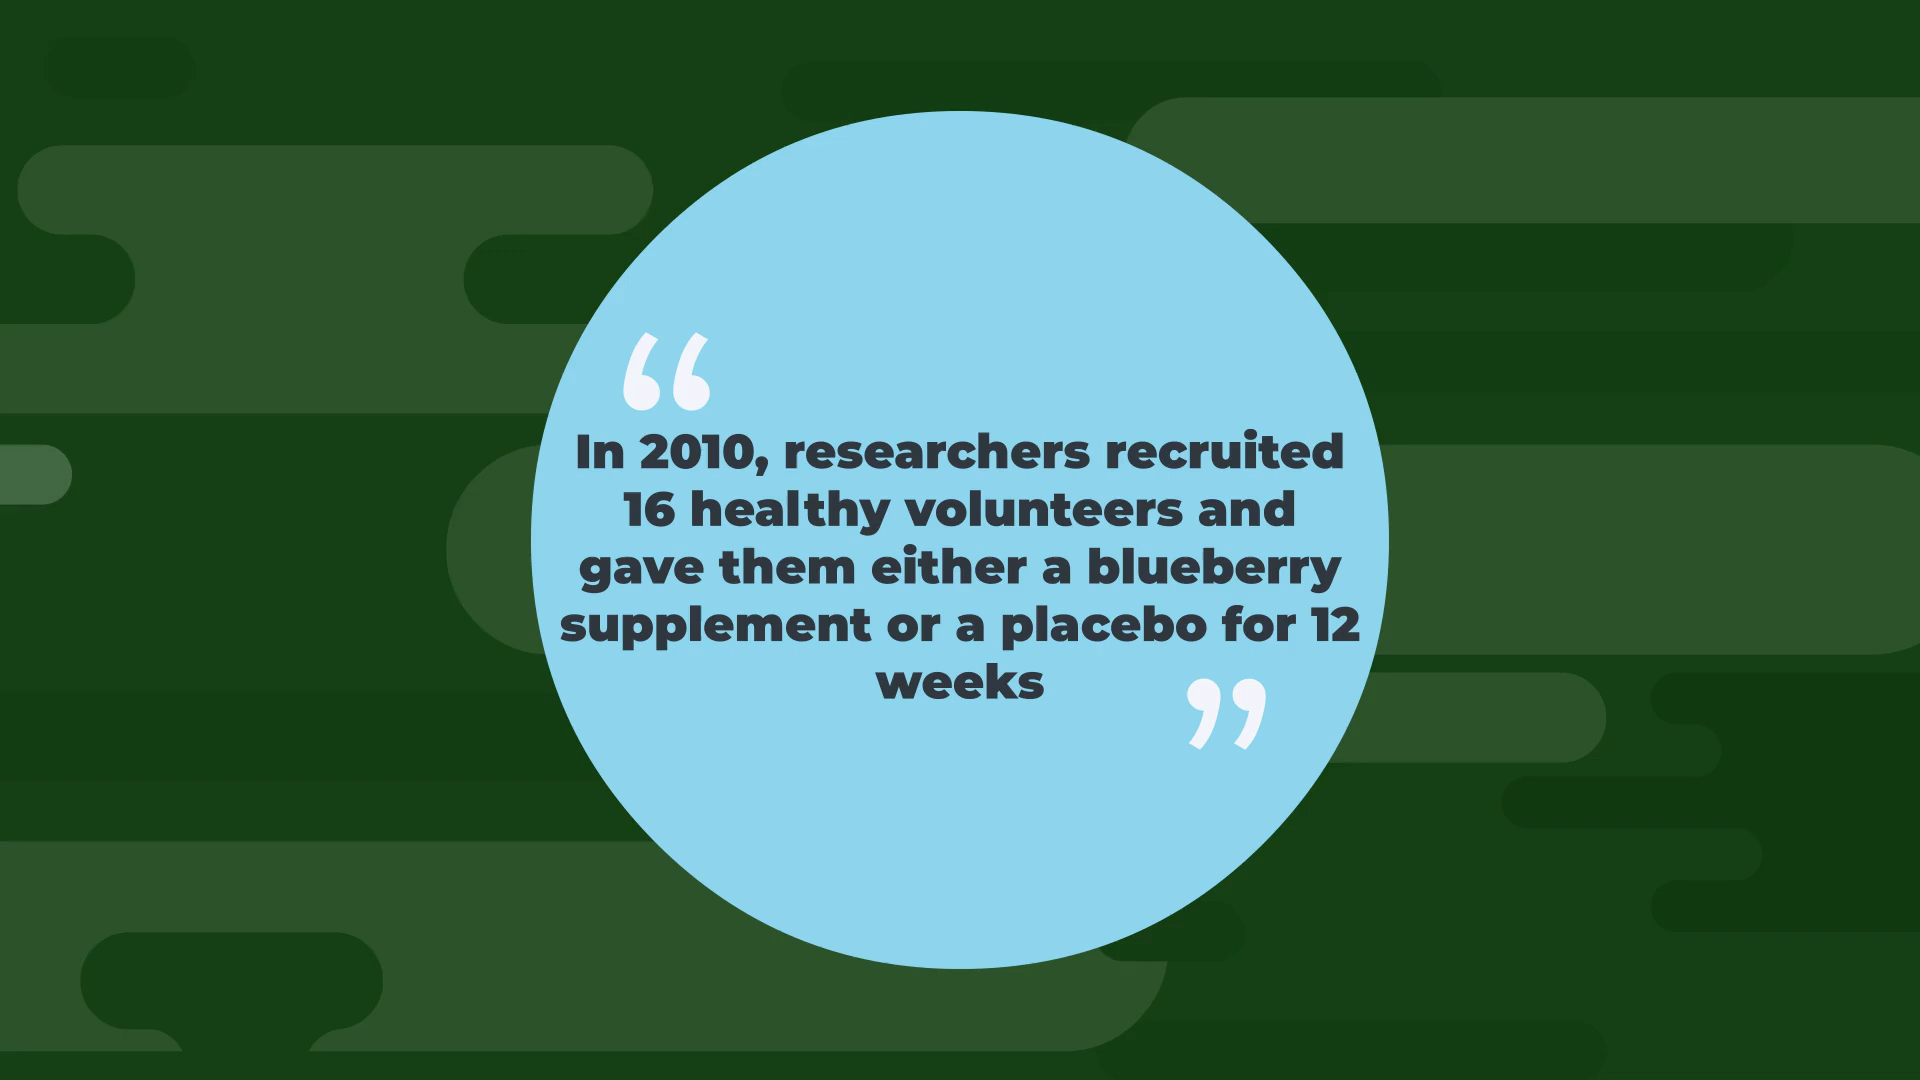 “
In 2010, researchers recruited
16 healthy volunteers and
gave them either a blueberry
supplement or a placebo for 12
weeks
”